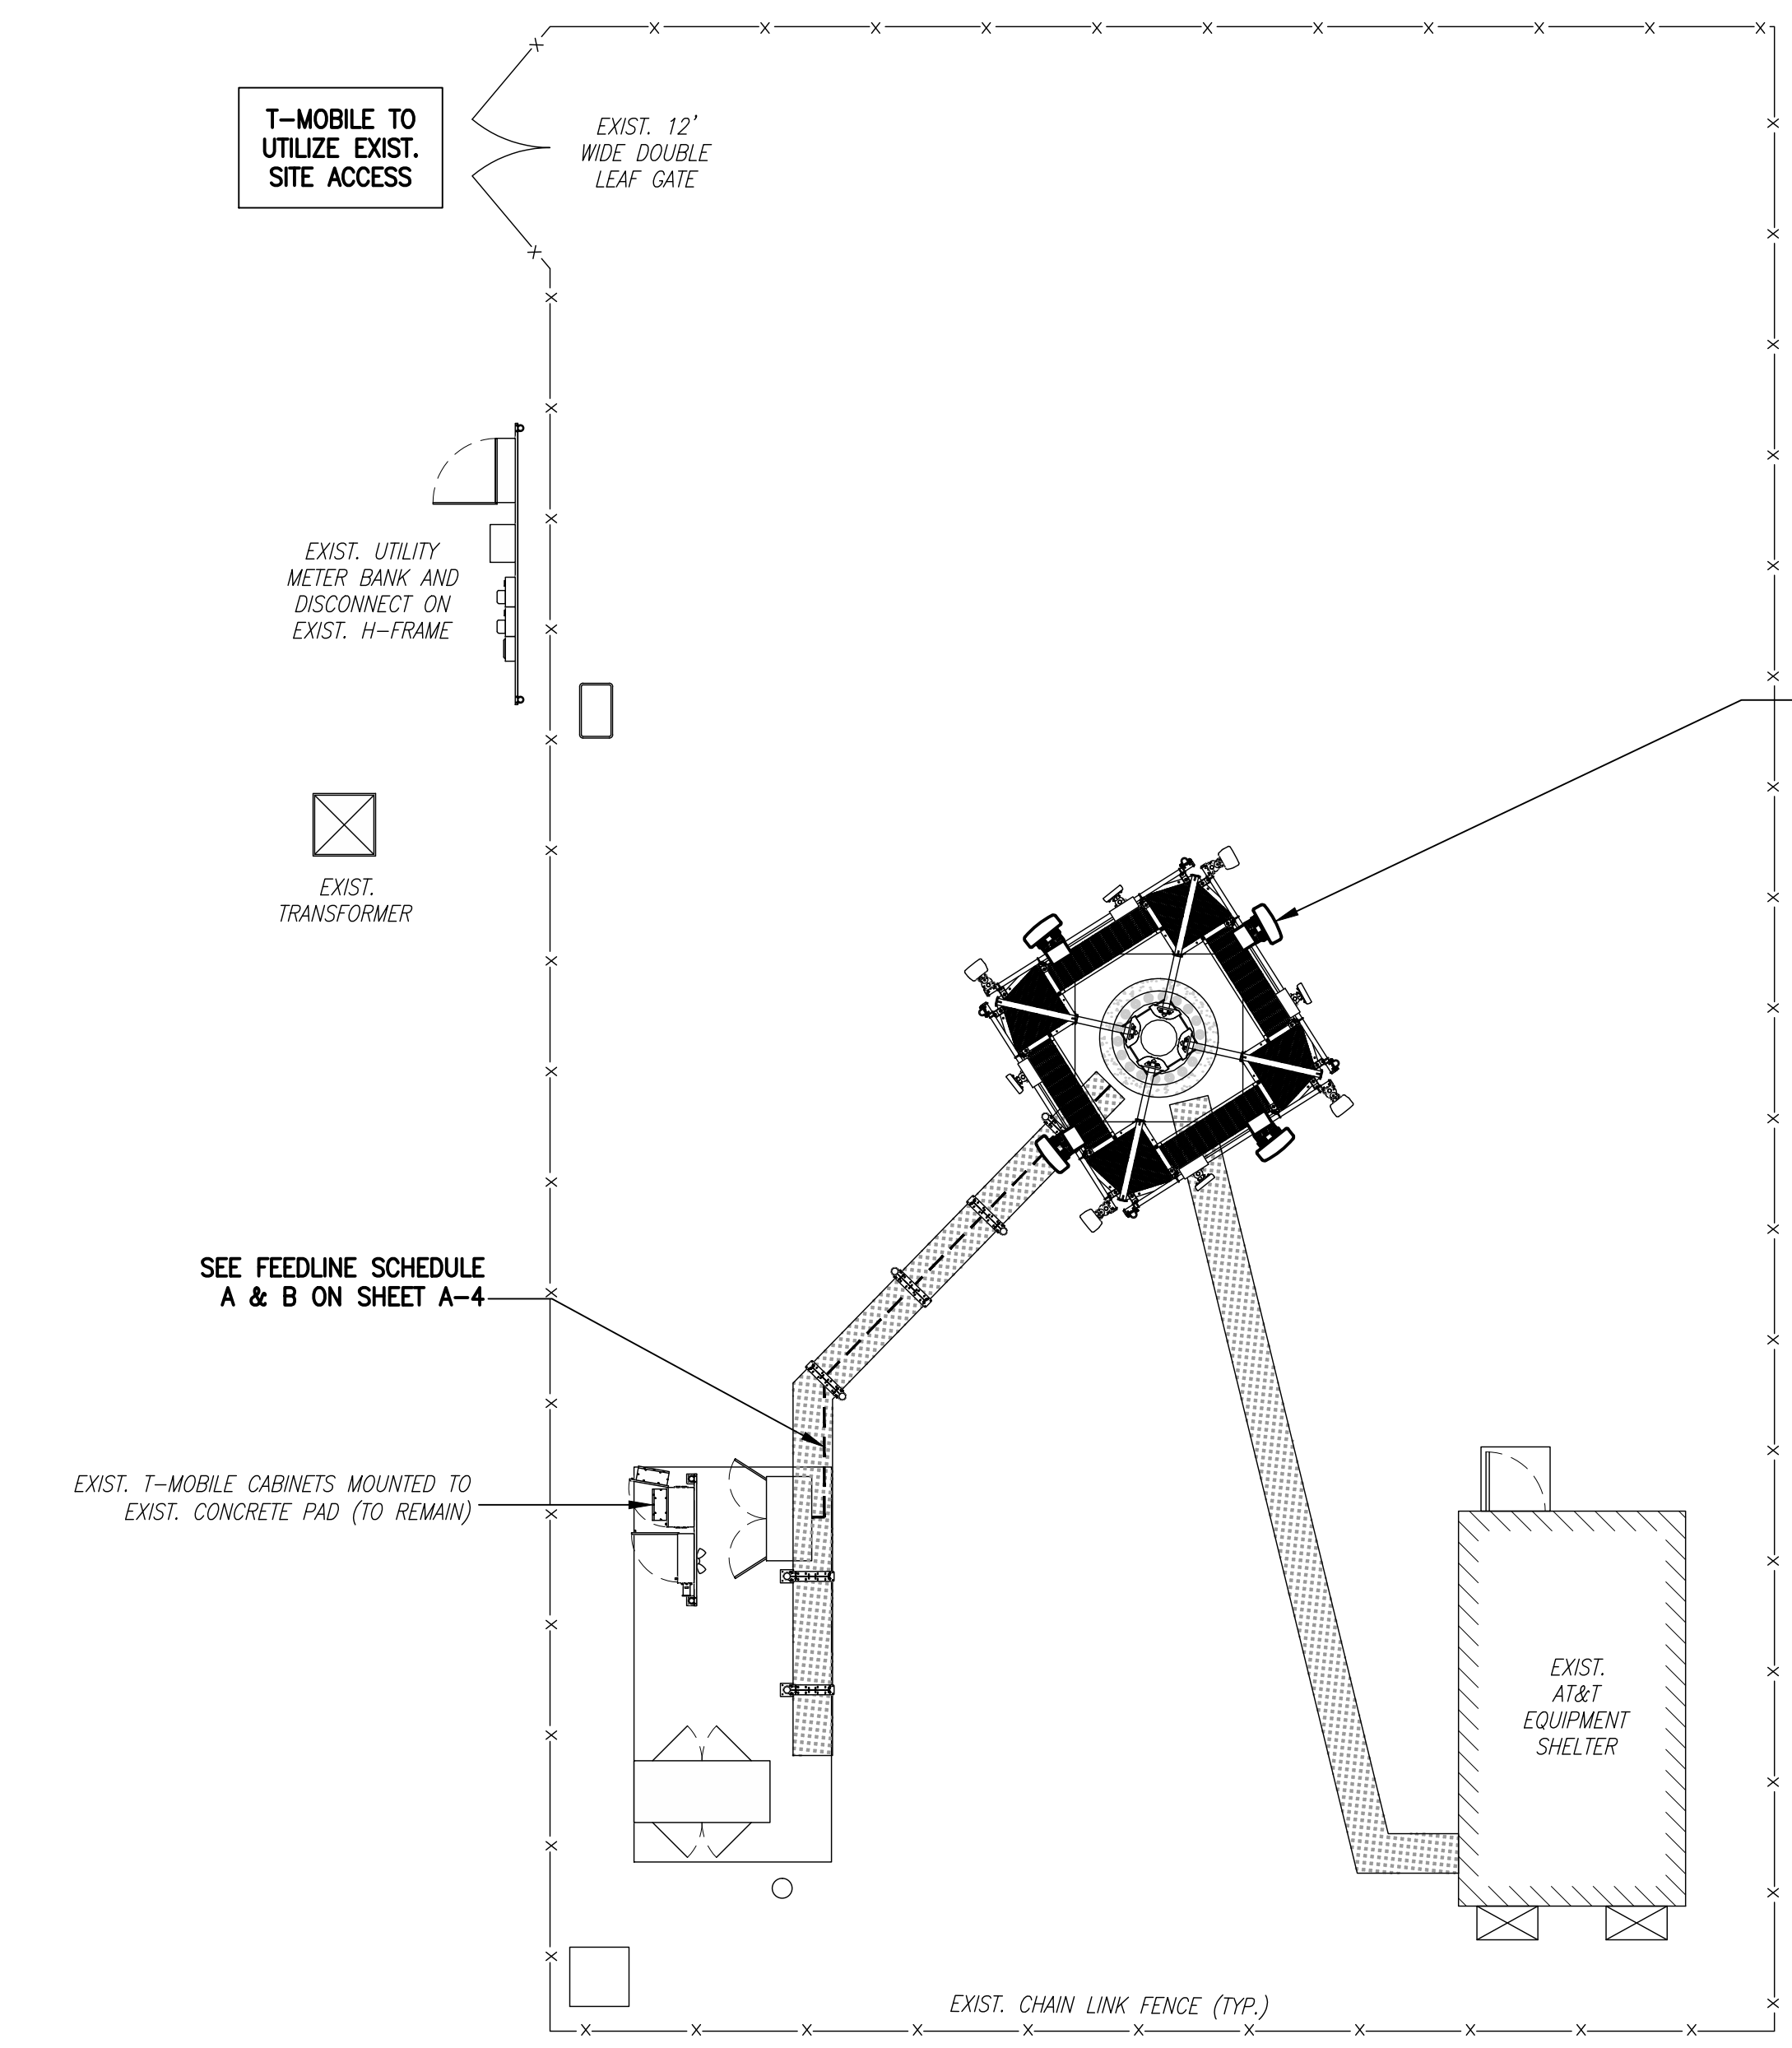 T-MOBILE TO
UTILIZE EXIST.
SITE ACCESS
EXIST. 12'
WIDE DOUBLE
LEAF GATE
EXIST. UTILITY
METER BANK AND
DISCONNECT ON
EXIST. H-FRAME
EXIST.
TRANSFORMER
SEE FEEDLINE SCHEDULE
A & B ON SHEET A-4
EXIST. T-MOBILE CABINETS MOUNTED TO
EXIST. CONCRETE PAD (TO REMAIN)
EXIST.
AT&T
EQUIPMENT
SHELTER
EXIST. CHAIN LINK FENCE (TYP.)